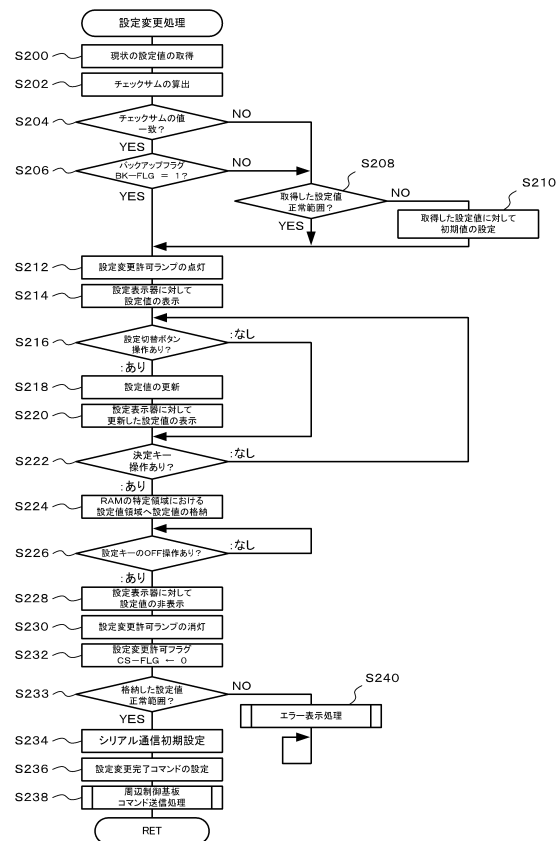 設定変更処理
S200
現状の設定値の取得
S202
チェックサムの算出
S204
チェックサムの値
一致?
NO
YES
S206
バックアップフラグ
BK-FLG = 1?
NO
YES
S208
取得した設定値
正常範囲?
NO
YES
S210
取得した設定値に対して
初期値の設定
S212
設定変更許可ランプの点灯
S214
設定表示器に対して
設定値の表示
S216
設定切替ボタン
操作あり?
:なし
:あり
S218
設定値の更新
S220
設定表示器に対して
更新した設定値の表示
S222
決定キー
操作あり?
:なし
:あり
S224
RAMの特定領域における
設定値領域へ設定値の格納
S226
設定キーのOFF操作あり?
:なし
:あり
S228
設定表示器に対して
設定値の非表示
S230
設定変更許可ランプの消灯
S232
設定変更許可フラグ
CS-FLG ← 0
S233
格納した設定値
正常範囲?
NO
YES
S240
エラー表示処理
S234
シリアル通信初期設定
S236
設定変更完了コマンドの設定
S238
周辺制御基板
コマンド送信処理
RET